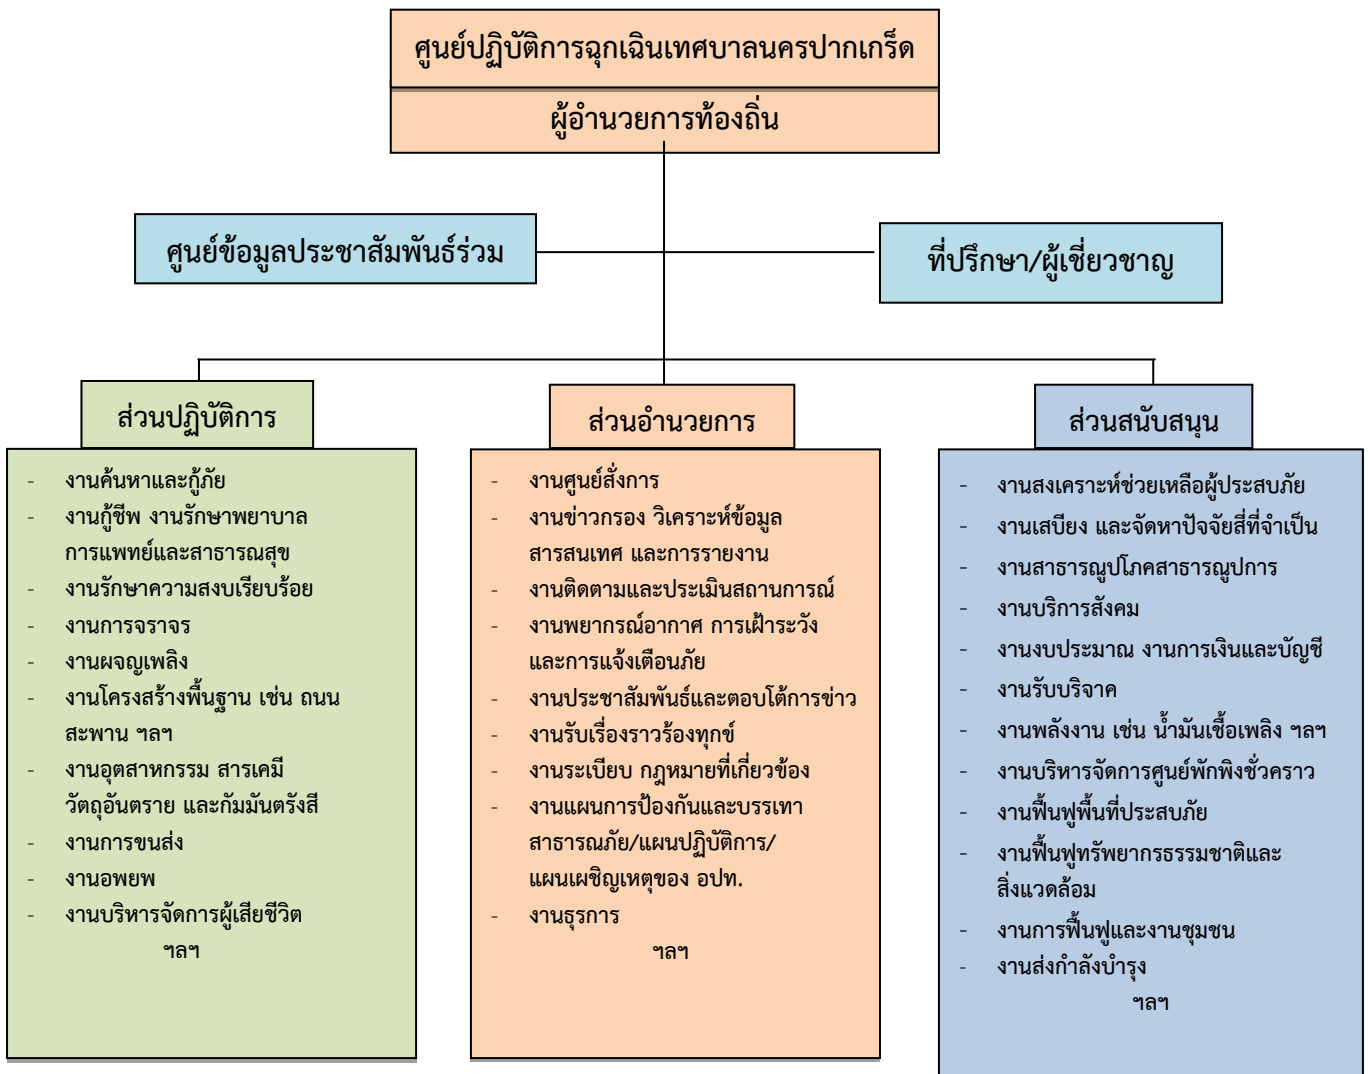 ศูนย์ปฏิบัติการฉุกเฉินเทศบาลนครปากเกร็ด
ผู้อำนวยการท้องถิ่น
ศูนย์ข้อมูลประชาสัมพันธ์ร่วม
ที่ปรึกษา/ผู้เชี่ยวชาญ
ส่วนปฏิบัติการ
- งานค้นหาและกู้ภัย
- งานกู้ชีพ งานรักษาพยาบาล
การแพทย์และสาธารณสุข
- งานรักษาความสงบเรียบร้อย
- งานการจราจร
- งานผจญเพลิง
- งานโครงสร้างพื้นฐาน เช่น ถนน
สะพาน ฯลฯ
- งานอุตสาหกรรม สารเคมี
วัตถุอันตราย และกัมมันตรังสี
- งานการขนส่ง
- งานอพยพ
- งานบริหารจัดการผู้เสียชีวิต
ฯลฯ
ส่วนอำนวยการ
- งานศูนย์สั่งการ
- งานข่าวกรอง วิเคราะห์ข้อมูล
สารสนเทศ และการรายงาน
- งานติดตามและประเมินสถานการณ์
- งานพยากรณ์อากาศ การเฝ้าระวัง
และการแจ้งเตือนภัย
- งานประชาสัมพันธ์และตอบโต้การข่าว
- งานรับเรื่องราวร้องทุกข์
- งานระเบียบ กฎหมายที่เกี่ยวข้อง
- งานแผนการป้องกันและบรรเทา
สาธารณภัย/แผนปฏิบัติการ/
แผนเผชิญเหตุของ อปท.
- งานธุรการ
ฯลฯ
ส่วนสนับสนุน
- งานสงเคราะห์ช่วยเหลือผู้ประสบภัย
- งานเสบียง และจัดหาปัจจัยสี่ที่จำเป็น
- งานสาธารณูปโภคสาธารณูปการ
- งานบริการสังคม
- งานงบประมาณ งานการเงินและบัญชี
- งานรับบริจาค
- งานพลังงาน เช่น น้ำมันเชื้อเพลิง ฯลฯ
- งานบริหารจัดการศูนย์พักพิงชั่วคราว
- งานฟื้นฟูพื้นที่ประสบภัย
- งานฟื้นฟูทรัพยากรธรรมชาติและ
สิ่งแวดล้อม
- งานการฟื้นฟูและงานชุมชน
- งานส่งกำลังบำรุง
ฯลฯ